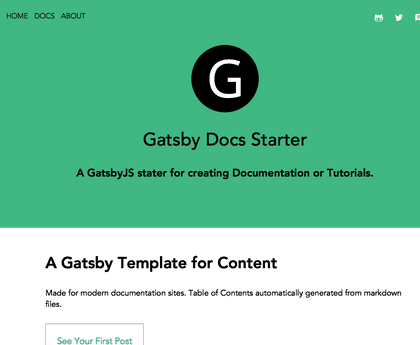 HOME DOCS ABOUT
G
Gatsby Docs Starter
A GatsbyJS stater for creating Documentation or Tutorials.
A Gatsby Template for Content
Made for modern documentation sites. Table of Contents automatically generated from markdown
files.
See Your First Post